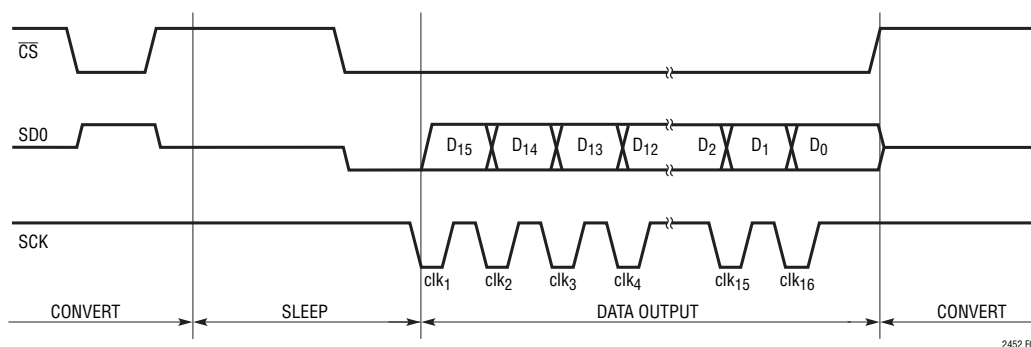 CS
SD0
D15 D14 D13 D12 D2 D1 D0
SCK
clk1 clk2 clk3 clk4 clk15 clk16
CONVERT SLEEP DATA OUTPUT CONVERT